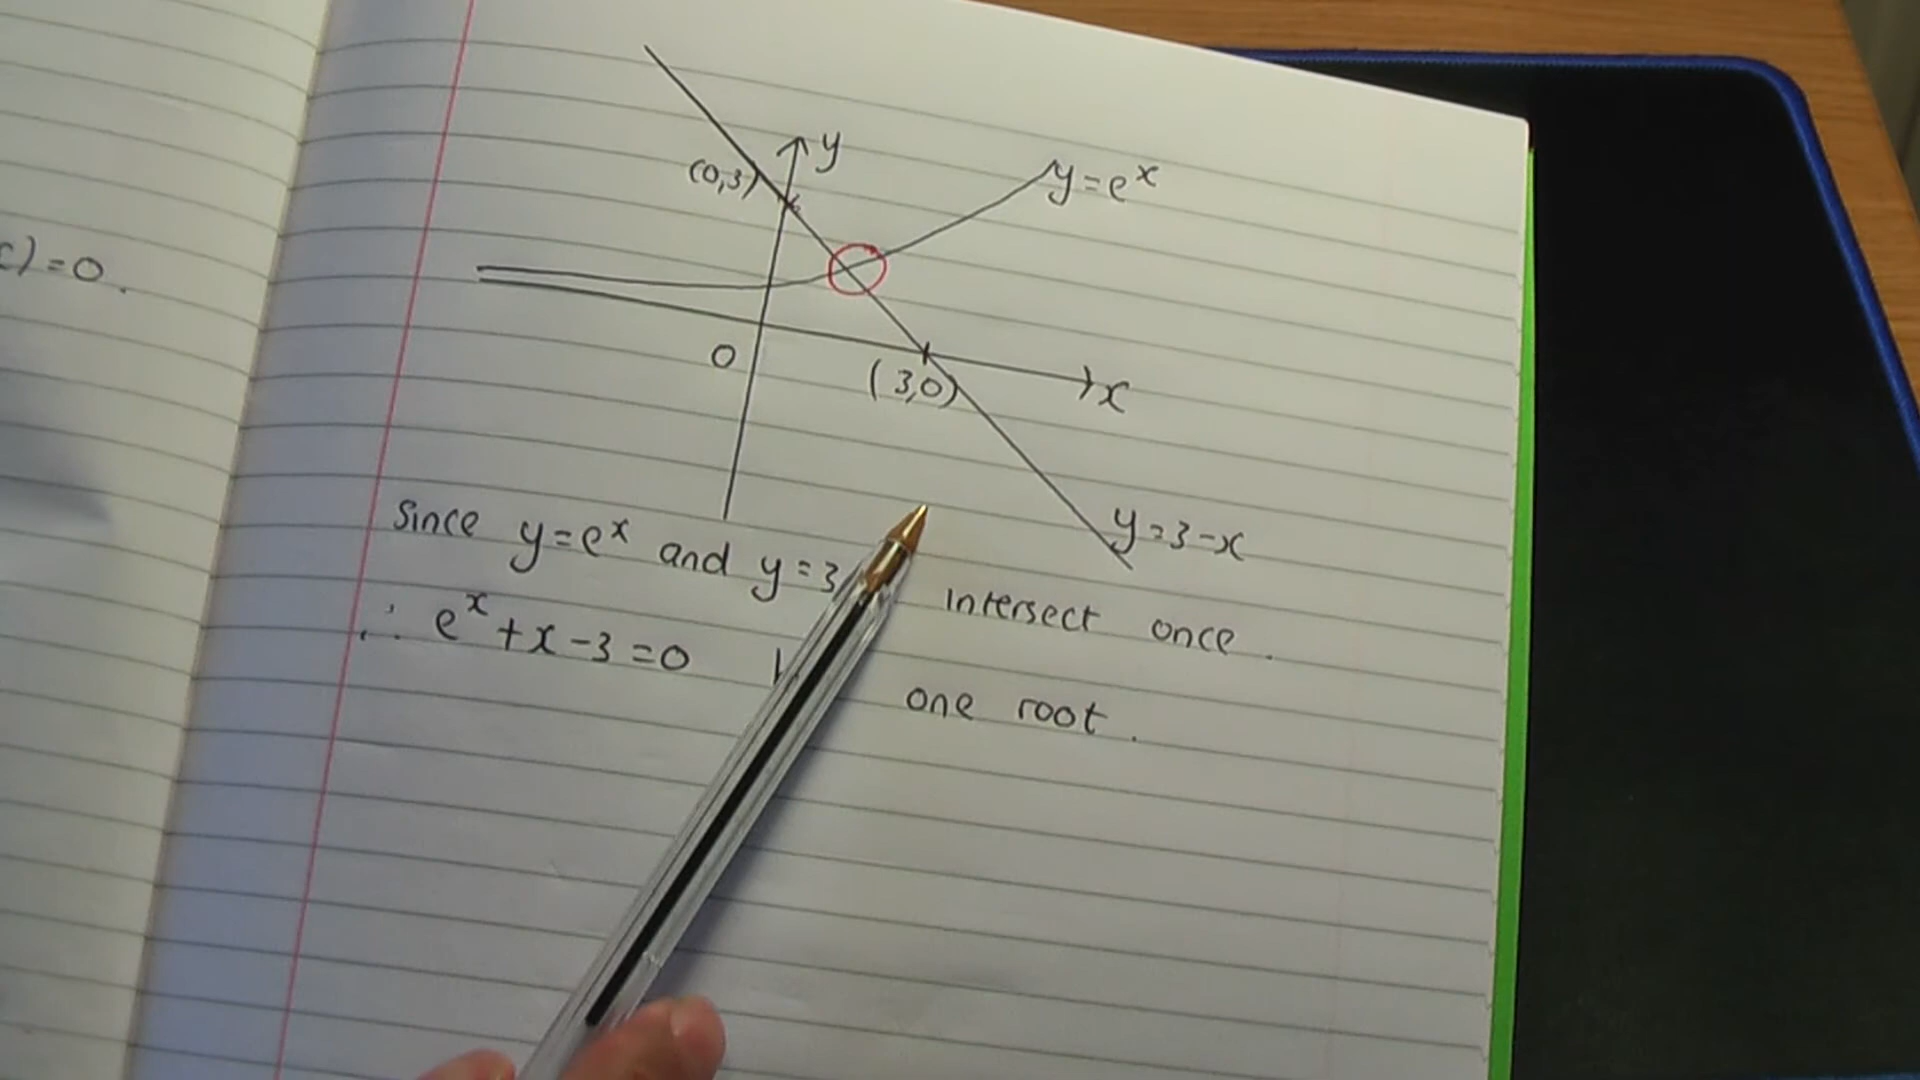 c) = 0.
y
(0,3)
y = e^x
0
(3,0)
x
y = 3 - x
Since y = e^x and y = 3 intersect once.
∴ e^x + x - 3 = 0 one root.